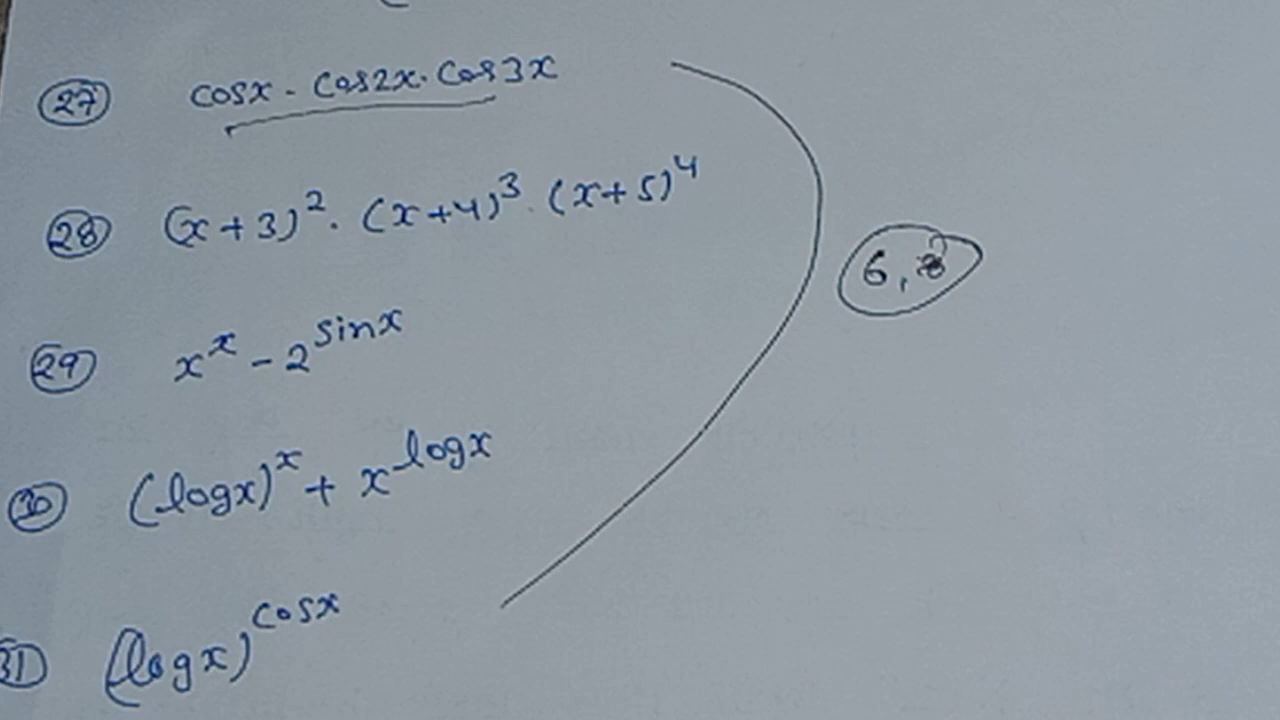 27 cosx . cos2x . cos3x
28 (x+3)² . (x+4)³ . (x+5)⁴
6,
29 x^x - 2^sinx
30 (logx)^x + x^logx
31 (logx)^cosx